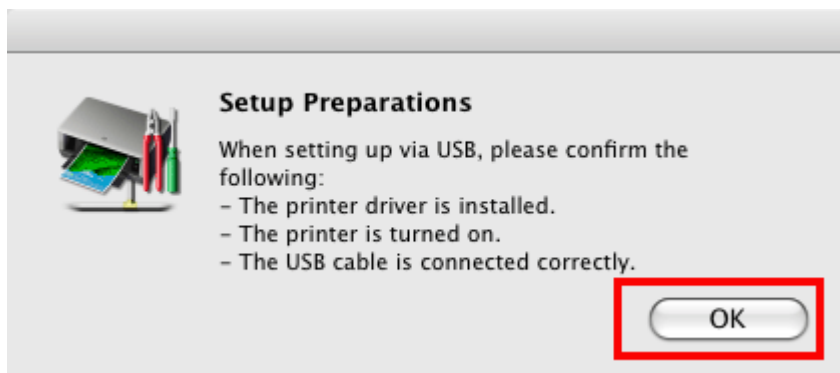 Setup Preparations
When setting up via USB, please confirm the
following:
– The printer driver is installed.
– The printer is turned on.
– The USB cable is connected correctly.
OK